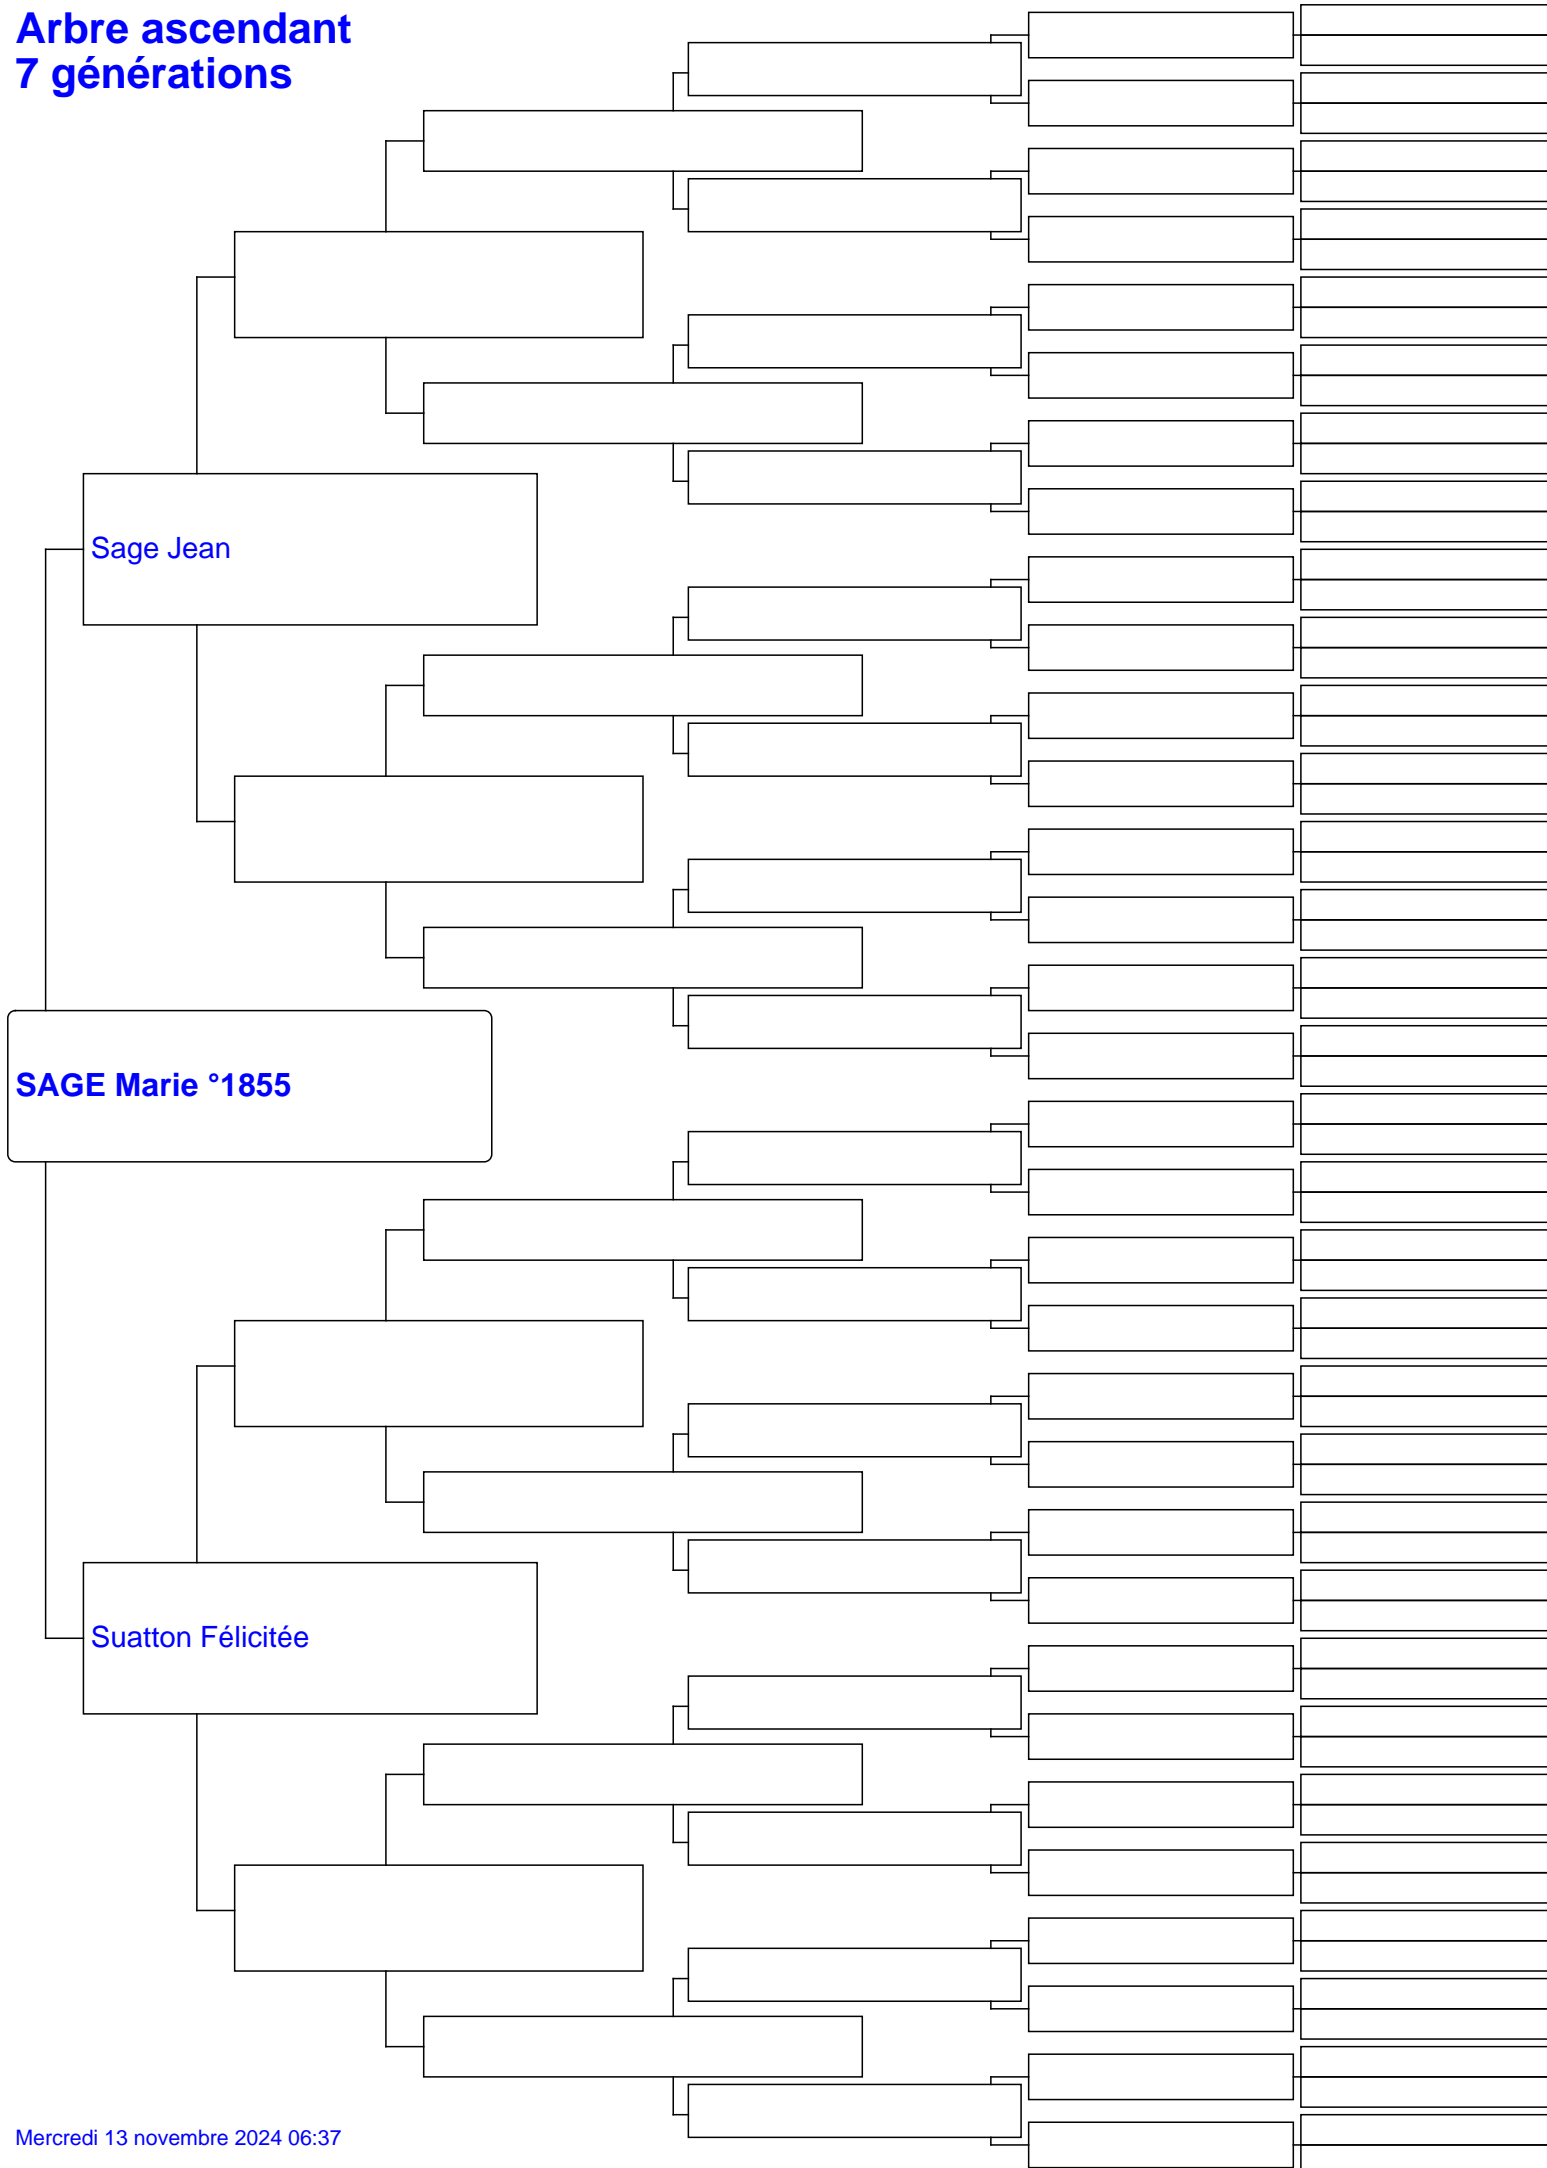 Arbre ascendant
7 générations
Sage Jean
SAGE Marie °1855
Suatton Félicitée
Mercredi 13 novembre 2024 06:37